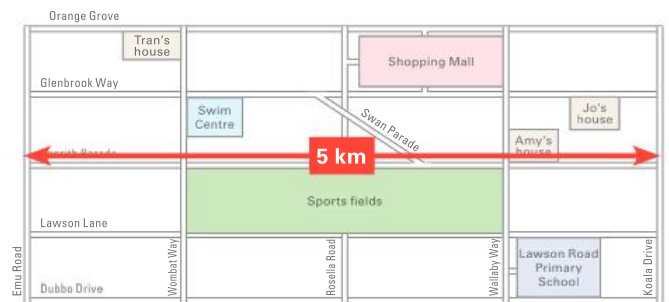 Orange Grove
Tran's
house
Shopping Mall
Glenbrook Way
Swim
Centre
Swan Parade
Jo's
house
Amy's
house
5 km
Sports fields
Lawson Lane
Emu Road
Wombat Way
Rosella Road
Wallaby Way
Lawson Road
Primary
School
Koala Drive
Dubbo Drive